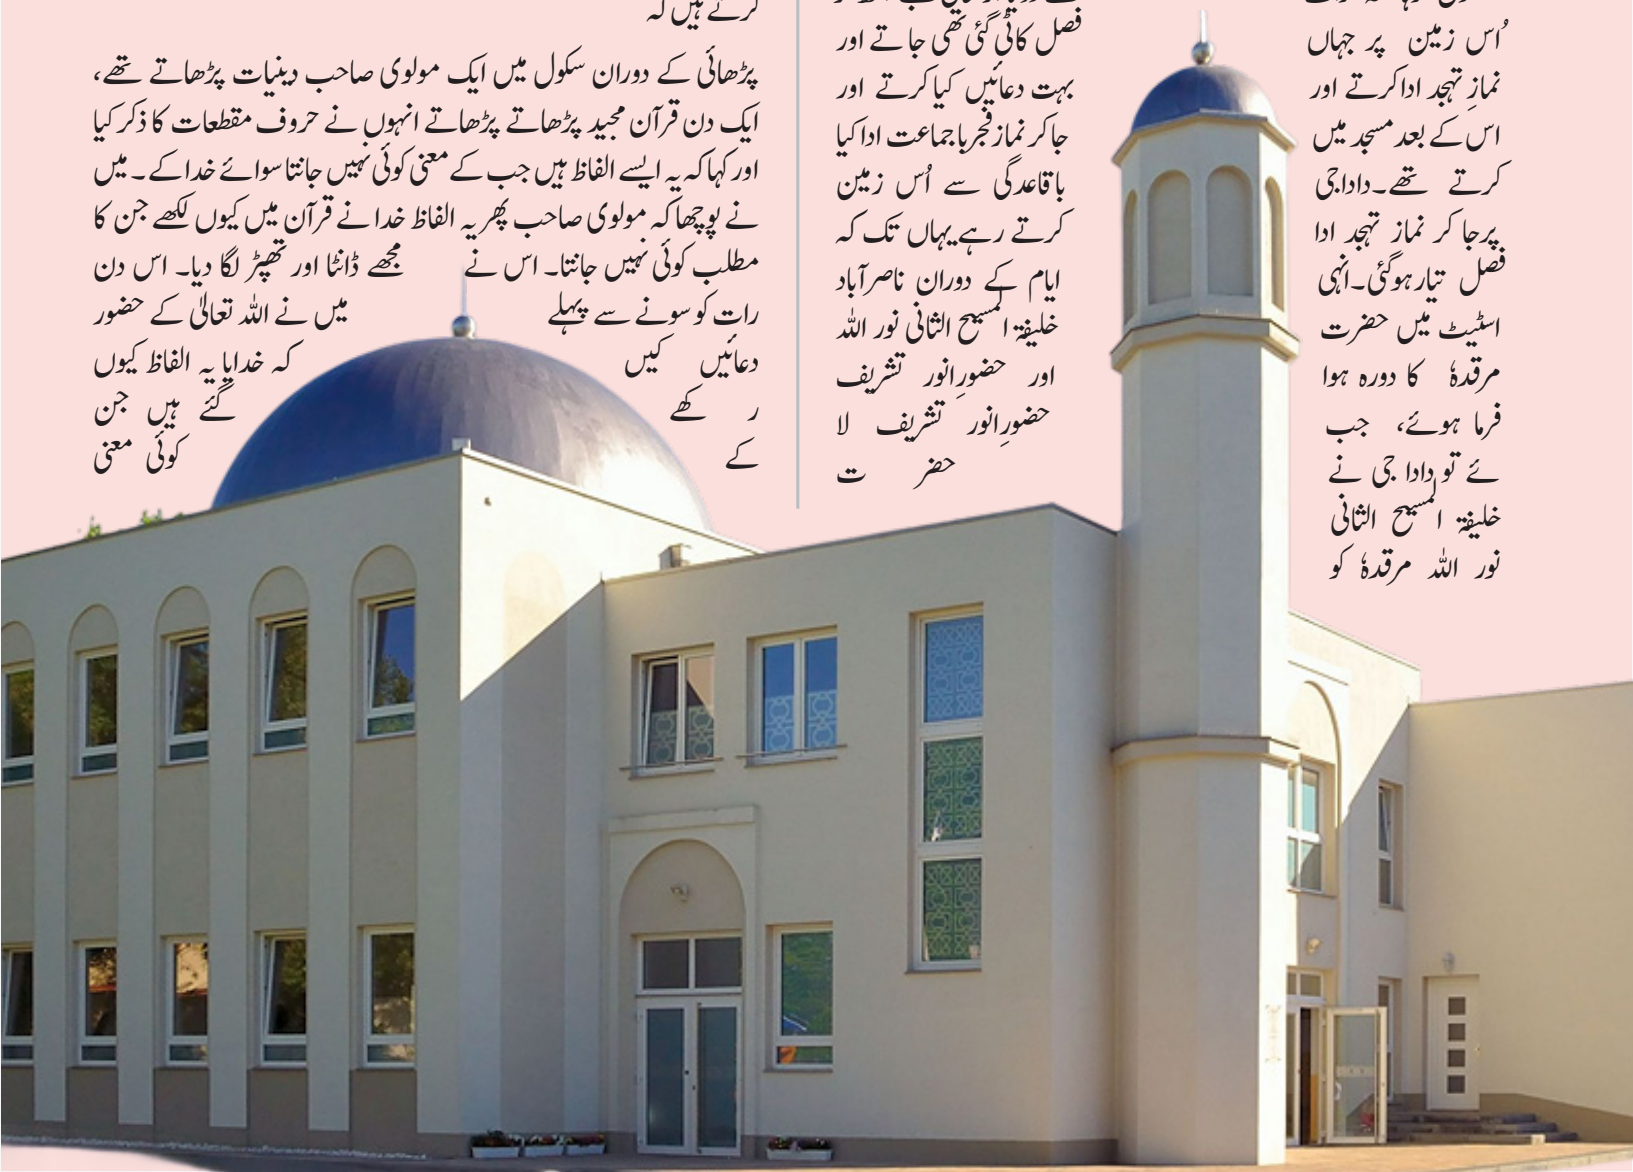 اُس زمین پر جہاں فصل کاٹی گئی تھی جاتے اور
نمازِ تہجد ادا کرتے اور بہت دعائیں کیا کرتے اور
اس کے بعد مسجد میں جا کر نماز فجر باجماعت ادا کیا
کرتے تھے۔ داداجی باقاعدگی سے اُس زمین
پرجا کر نماز تہجد ادا کرتے رہے یہاں تک کہ
فصل تیار ہوگئی۔ انہی ایام کے دوران ناصرآباد
اسٹیٹ میں حضرت خلیفۃ المسیح الثانی نور اللہ
مرقدہٗ کا دورہ ہوا اور حضورِانور تشریف
فرما ہوئے، جب حضورِانور تشریف لا
ئے تو دادا جی نے حضر ت
خلیفۃ المسیح الثانی
نور اللہ مرقدہٗ کو
کرتے ہیں کہ
پڑھائی کے دوران سکول میں ایک مولوی صاحب دینیات پڑھاتے تھے،
ایک دن قرآن مجید پڑھاتے پڑھاتے انہوں نے حروف مقطعات کا ذکر کیا
اور کہا کہ یہ ایسے الفاظ ہیں جب کے معنی کوئی نہیں جانتا سوائے خدا کے۔ میں
نے پوچھا کہ مولوی صاحب پھر یہ الفاظ خدا نے قرآن میں کیوں لکھے جن کا
مطلب کوئی نہیں جانتا۔ اس نے مجھے ڈانٹا اور تھپڑ لگا دیا۔ اس دن
رات کو سونے سے پہلے میں نے اللہ تعالیٰ کے حضور
دعائیں کیں کہ خدایا یہ الفاظ کیوں
ر کھے گئے ہیں جن
کے کوئی معنی